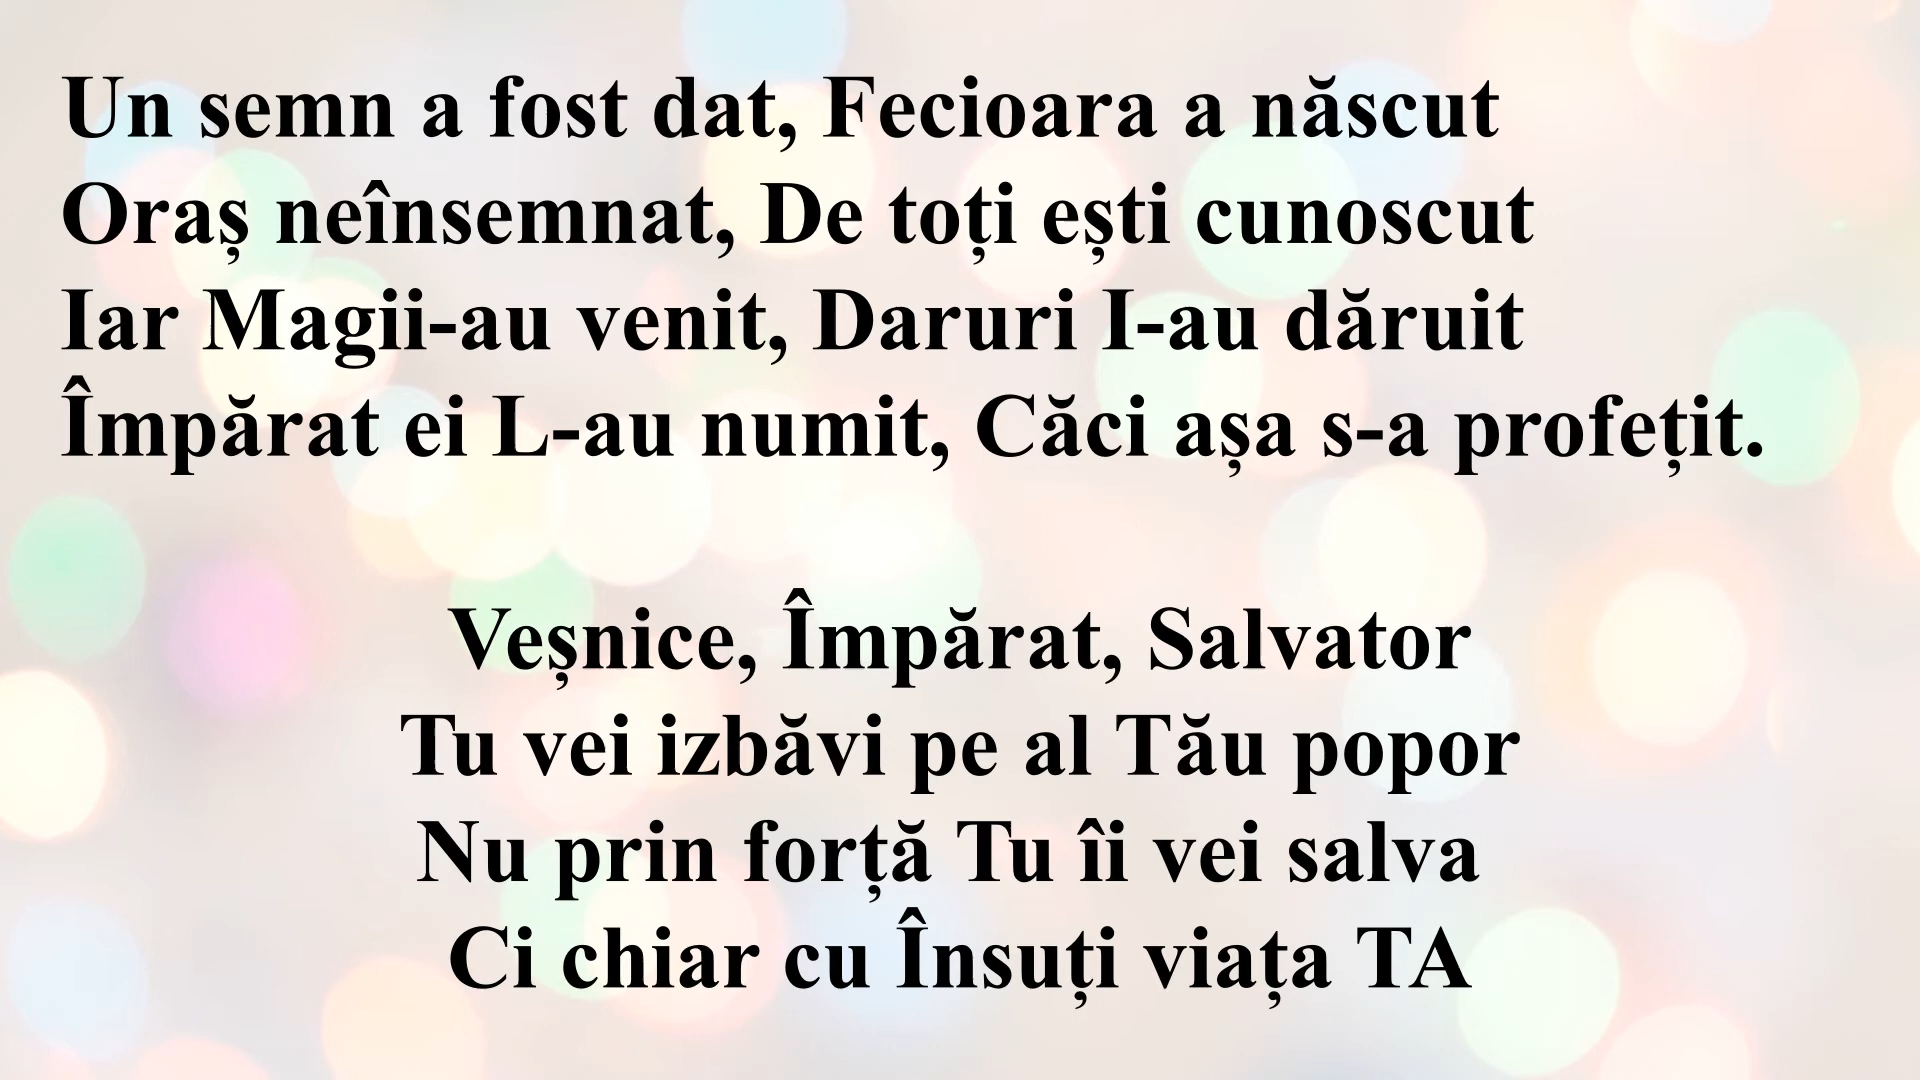 Un semn a fost dat, Fecioara a născut
Oraș neînsemnat, De toți ești cunoscut
Iar Magii-au venit, Daruri I-au dăruit
Împărat ei L-au numit, Căci așa s-a profețit.
Veșnice, Împărat, Salvator
Tu vei izbăvi pe al Tău popor
Nu prin forță Tu îi vei salva
Ci chiar cu Însuți viața TA